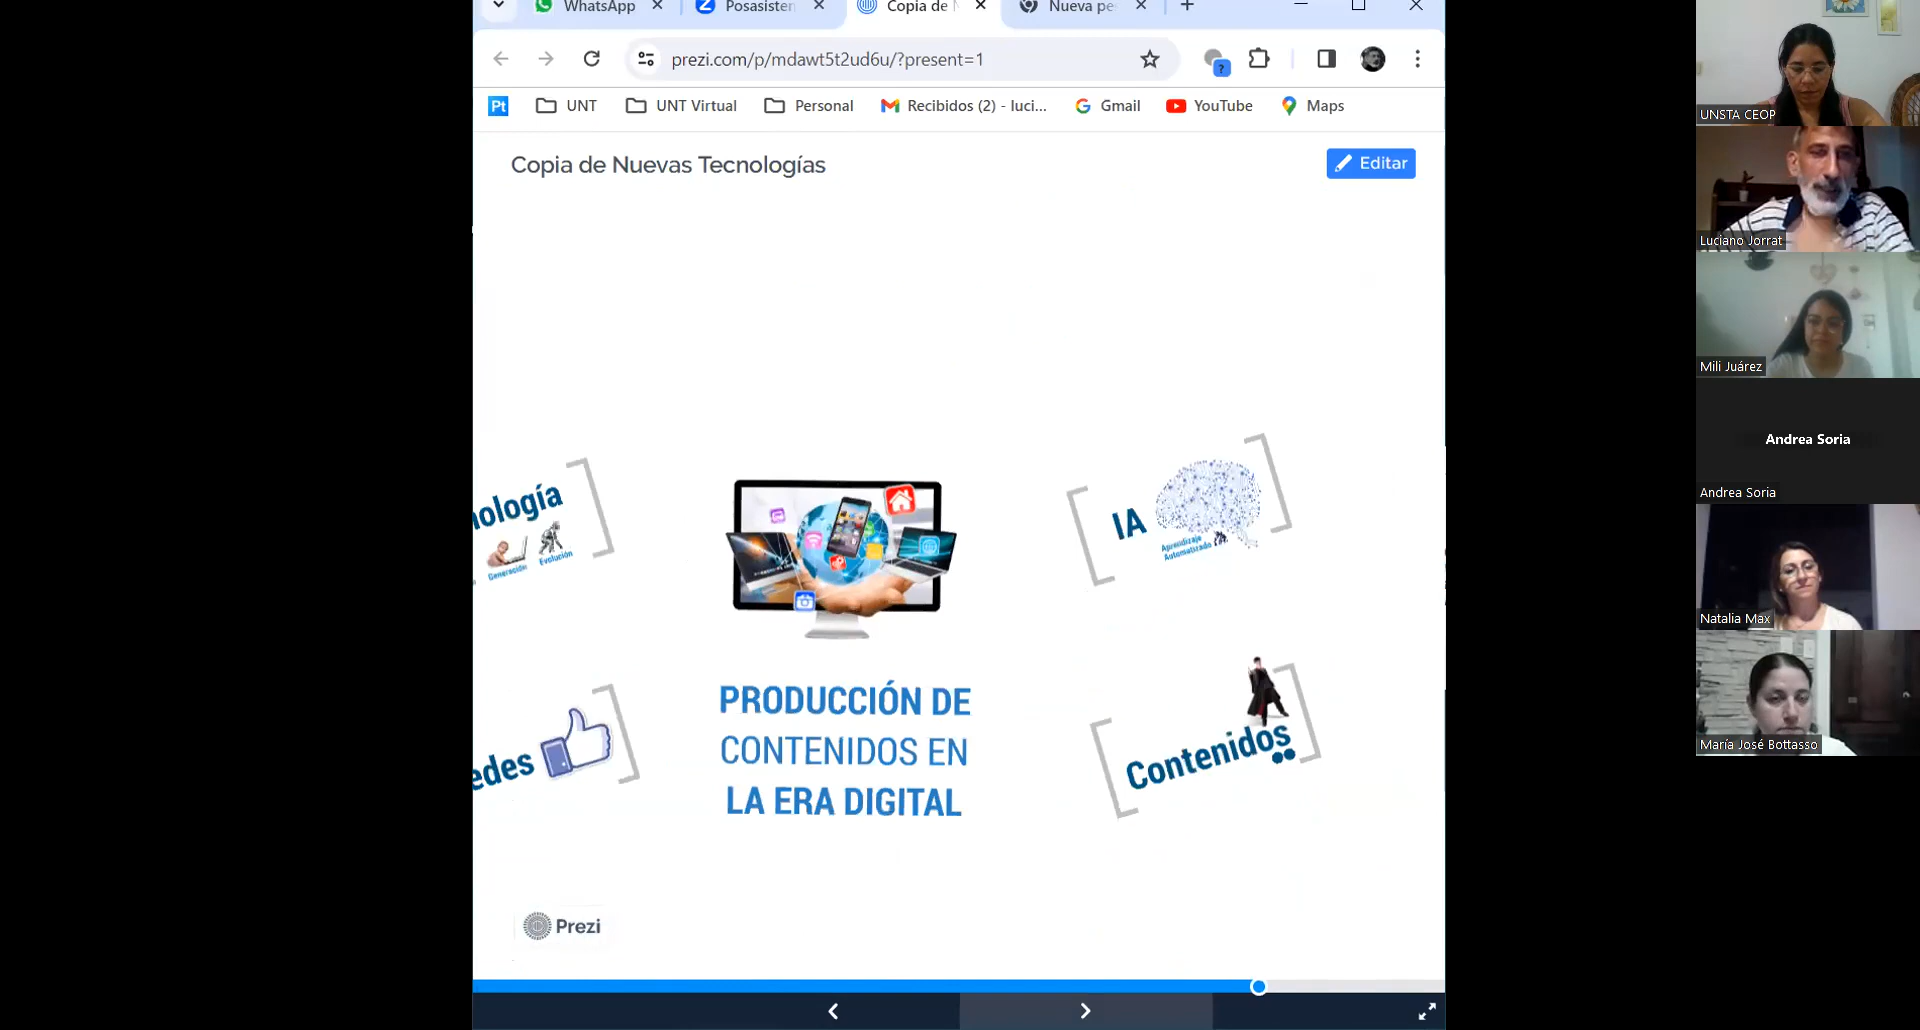 WhatsApp
Posasisten
Copia de N
Nueva pe
prezi.com/p/mdawt5t2ud6u/?present=1
?
Pt
UNT
UNT Virtual
Personal
Recibidos (2) - luci...
Gmail
YouTube
Maps
Copia de Nuevas Tecnologías
Editar
nología
Generación
Evolución
IA
Aprendizaje
Automatizado
edes
PRODUCCIÓN DE
CONTENIDOS EN
LA ERA DIGITAL
Contenidos
Prezi
UNSTA CEOP
Luciano Jorrat
Mili Juárez
Andrea Soria
Andrea Soria
Natalia Max
María José Bottasso